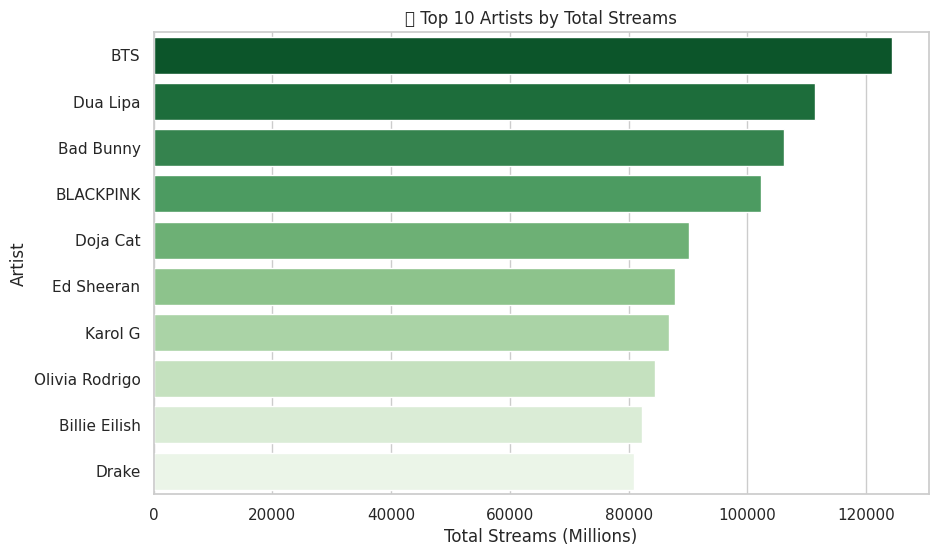 Top 10 Artists by Total Streams
BTS
Dua Lipa
Bad Bunny
BLACKPINK
Doja Cat
Ed Sheeran
Karol G
Olivia Rodrigo
Billie Eilish
Drake
Artist
0 20000 40000 60000 80000 100000 120000
Total Streams (Millions)